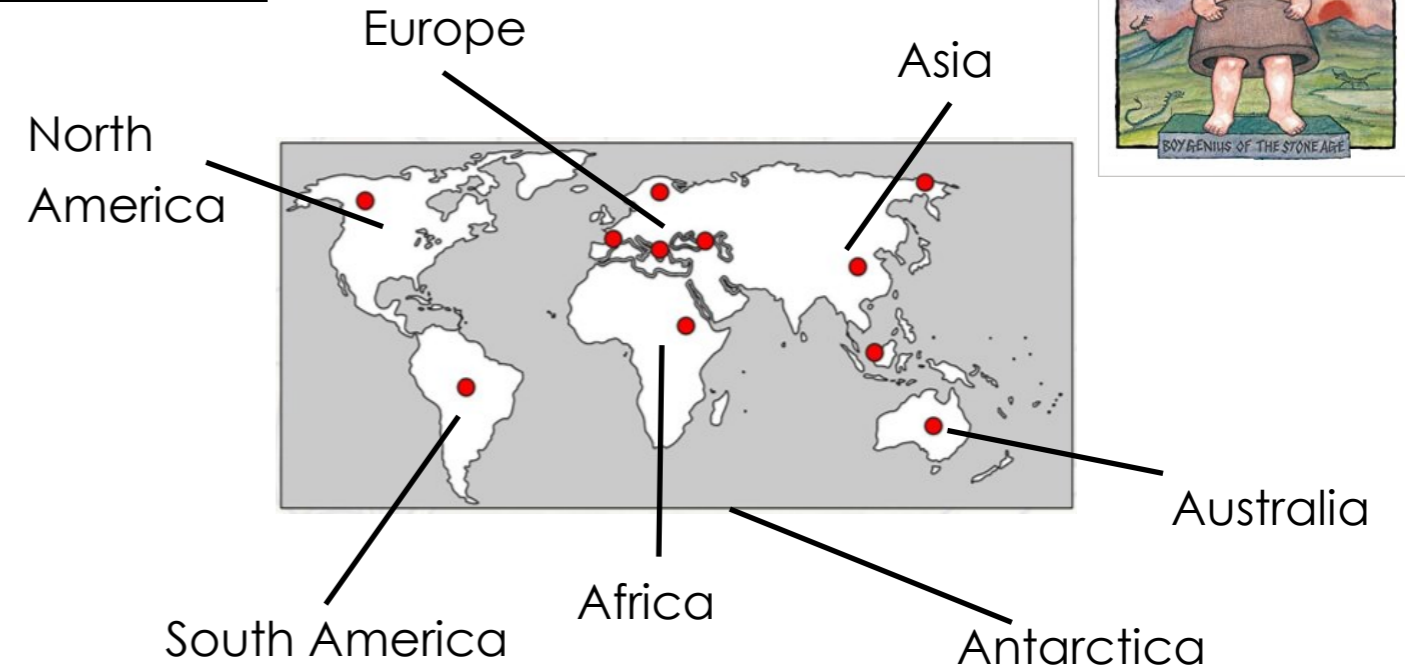 Europe
Asia
North
America
BOY GENIUS OF THE STONE AGE
Australia
Africa
South America
Antarctica